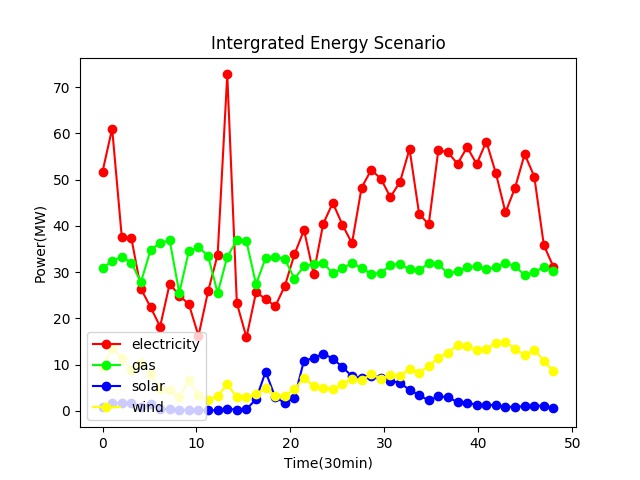 Intergrated Energy Scenario
Power(MW)
70
60
50
40
30
20
10
0
electricity
gas
solar
wind
0 10 20 30 40 50
Time(30min)